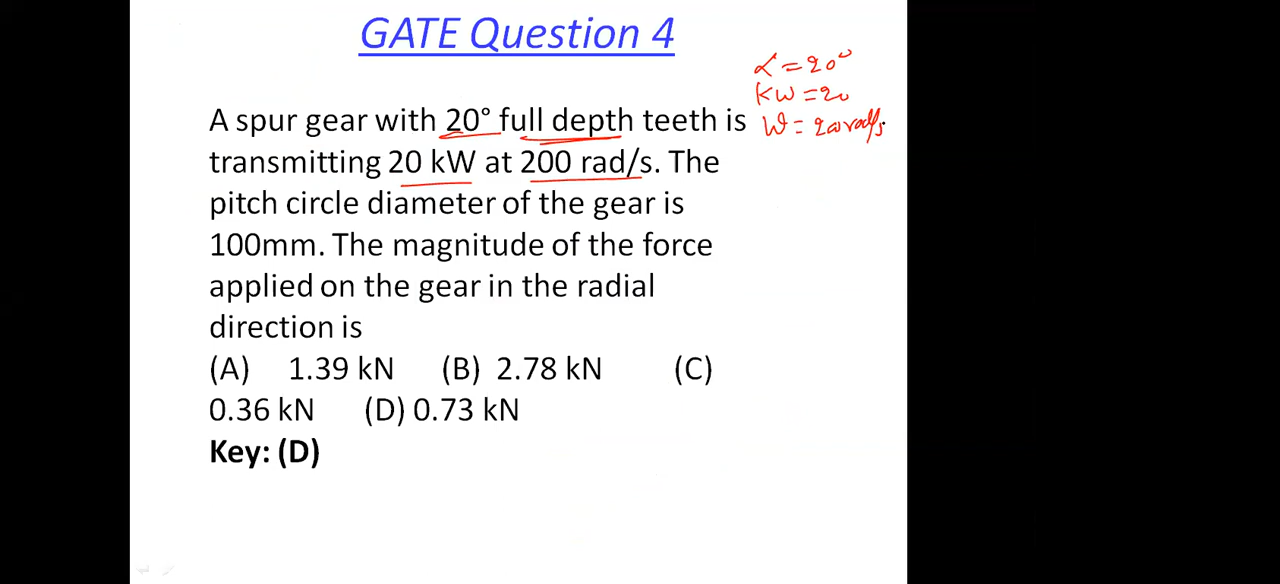 GATE Question 4
α = 20°
KW = 20
A spur gear with 20° full depth teeth is
W = 200 rad/s
transmitting 20 kW at 200 rad/s. The
pitch circle diameter of the gear is
100mm. The magnitude of the force
applied on the gear in the radial
direction is
(A) 1.39 kN (B) 2.78 kN (C)
0.36 kN (D) 0.73 kN
Key: (D)